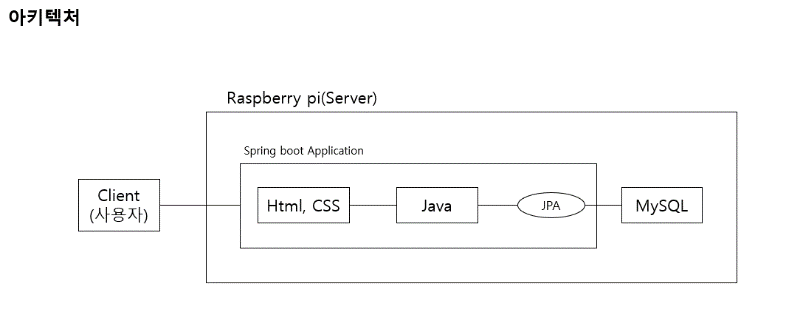 아키텍처
Raspberry pi(Server)
Spring boot Application
Client
(사용자)
Html, CSS
Java
JPA
MySQL